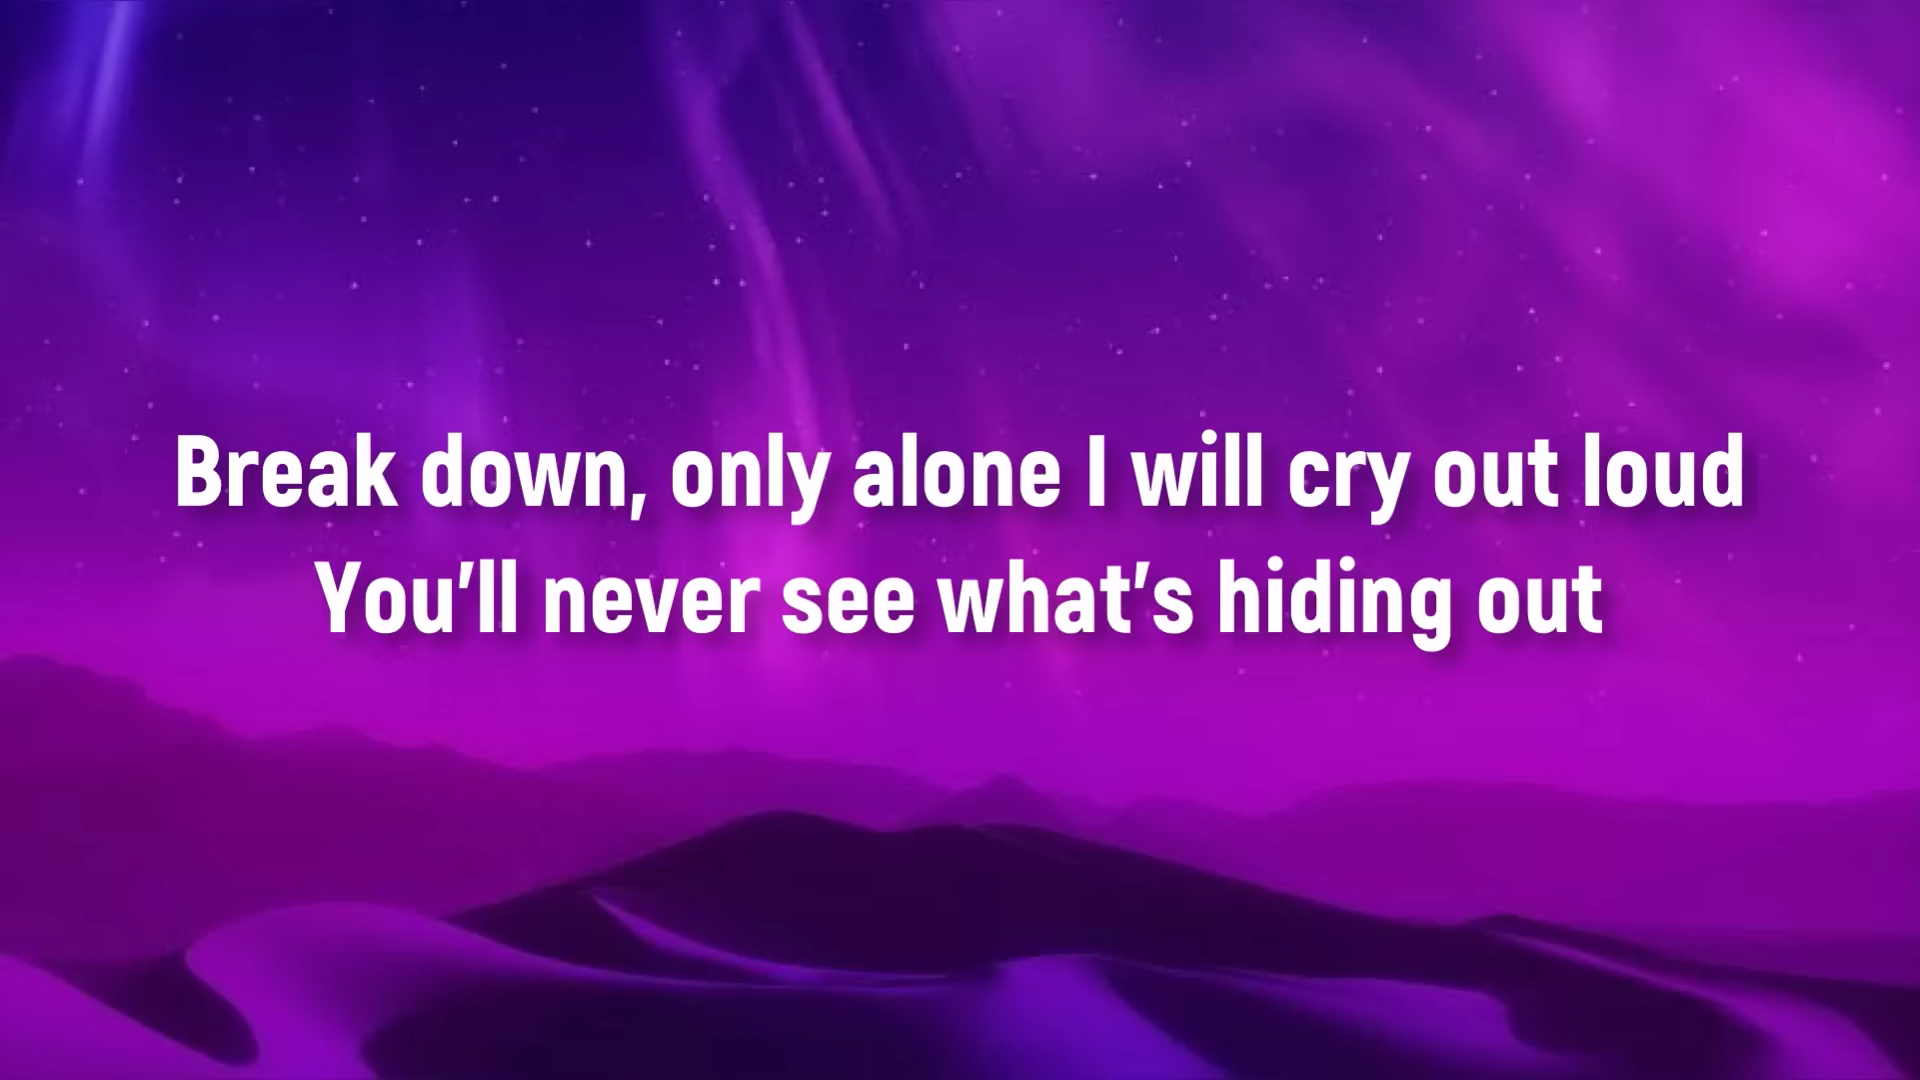 Break down, only alone I will cry out loud
You’ll never see what’s hiding out